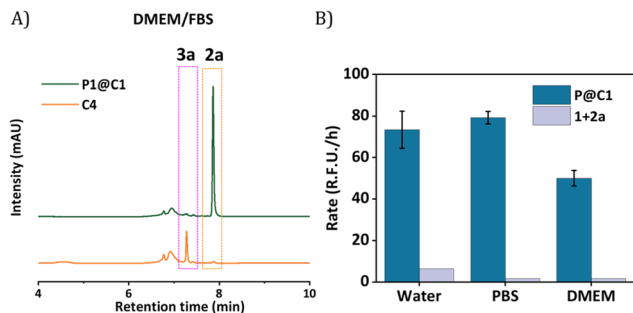 A)
DMEM/FBS
3a 2a
P1@C1
C4
Intensity (mAU)
4 6 8 10
Retention time (min)
B)
100
80
60
40
20
0
Rate (R.F.U./h)
P@C1
1+2a
Water PBS DMEM